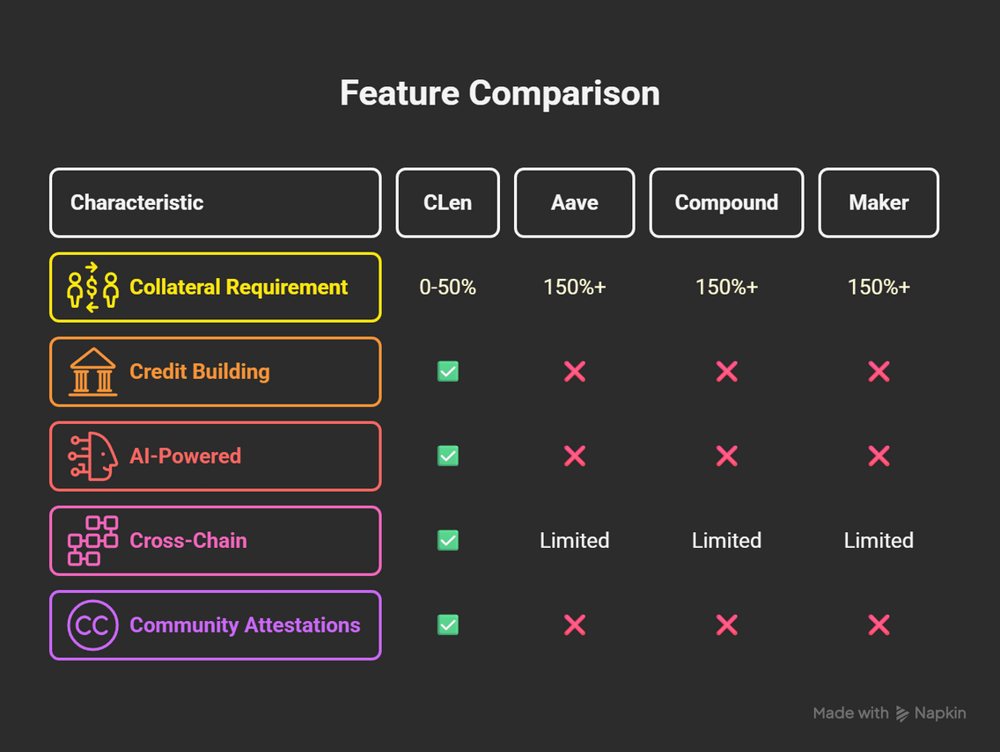 Feature Comparison
Characteristic CLen Aave Compound Maker
Collateral Requirement 0-50% 150%+ 150%+ 150%+
Credit Building ✅ ❌ ❌ ❌
AI-Powered ✅ ❌ ❌ ❌
Cross-Chain ✅ Limited Limited Limited
CC Community Attestations ✅ ❌ ❌ ❌
Made with Napkin